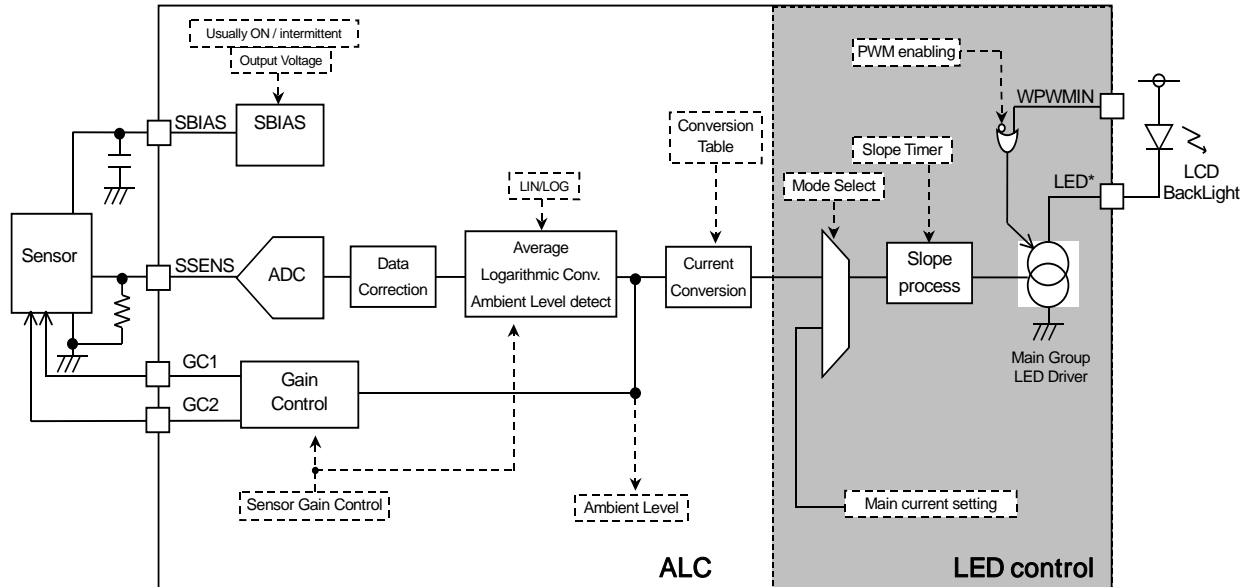 Usually ON / intermittent
Output Voltage
SBIAS
SBIAS
PWM enabling
WPWMIN
Conversion
Table
Slope Timer
LIN/LOG
Mode Select
LED*
LCD
BackLight
Sensor
SSENS
ADC
Data
Correction
Average
Logarithmic Conv.
Ambient Level detect
Current
Conversion
Slope
process
GC1
GC2
Gain
Control
Main Group
LED Driver
Sensor Gain Control
Ambient Level
Main current setting
ALC
LED control